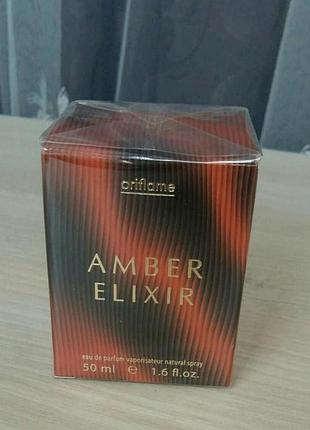 oriflame
AMBER
ELIXIR
eau de parfum vaporisateur natural spray
50 ml e 1.6 fl.oz.